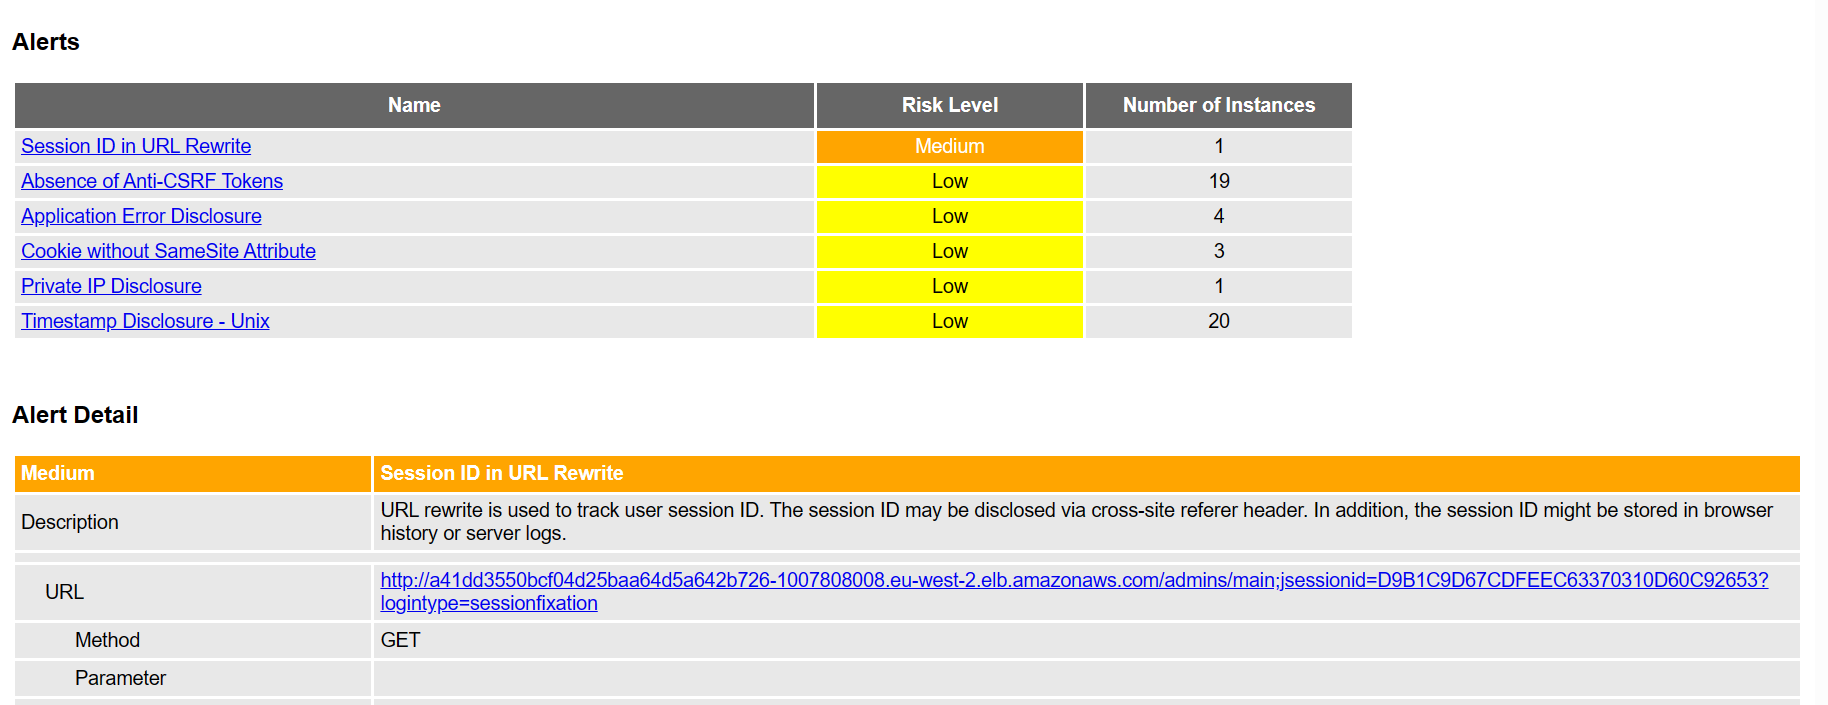 Alerts
Name Risk Level Number of Instances
Session ID in URL Rewrite Medium 1
Absence of Anti-CSRF Tokens Low 19
Application Error Disclosure Low 4
Cookie without SameSite Attribute Low 3
Private IP Disclosure Low 1
Timestamp Disclosure - Unix Low 20
Alert Detail
Medium Session ID in URL Rewrite
Description URL rewrite is used to track user session ID. The session ID may be disclosed via cross-site referer header. In addition, the session ID might be stored in browser
history or server logs.
URL http://a41dd3550bcf04d25baa64d5a642b726-1007808008.eu-west-2.elb.amazonaws.com/admins/main;jsessionid=D9B1C9D67CDFEEC63370310D60C92653?
logintype=sessionfixation
Method GET
Parameter